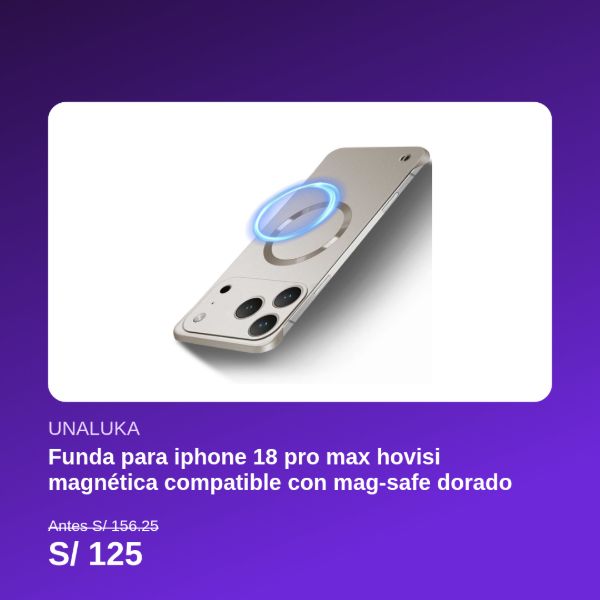 UNALUKA
Funda para iphone 18 pro max hovisi
magnética compatible con mag-safe dorado
Antes S/ 156.25
S/ 125